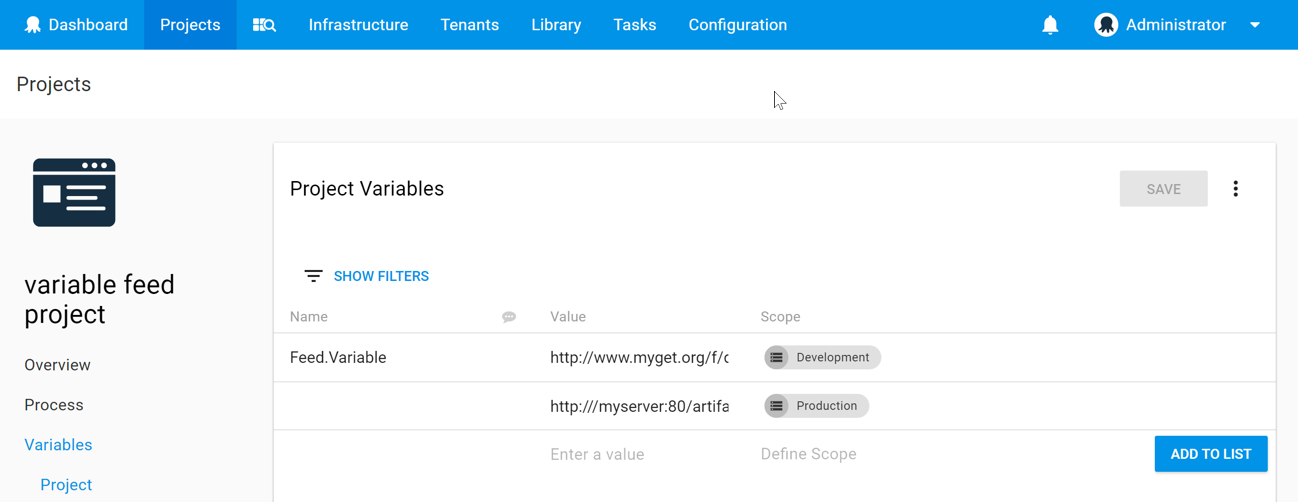 Dashboard Projects Infrastructure Tenants Library Tasks Configuration Administrator
Projects
Project Variables SAVE
variable feed
project
SHOW FILTERS
Name Value Scope
Feed.Variable http://www.myget.org/f/c Development
http:///myserver:80/artifa Production
Enter a value Define Scope ADD TO LIST
Overview
Process
Variables
Project